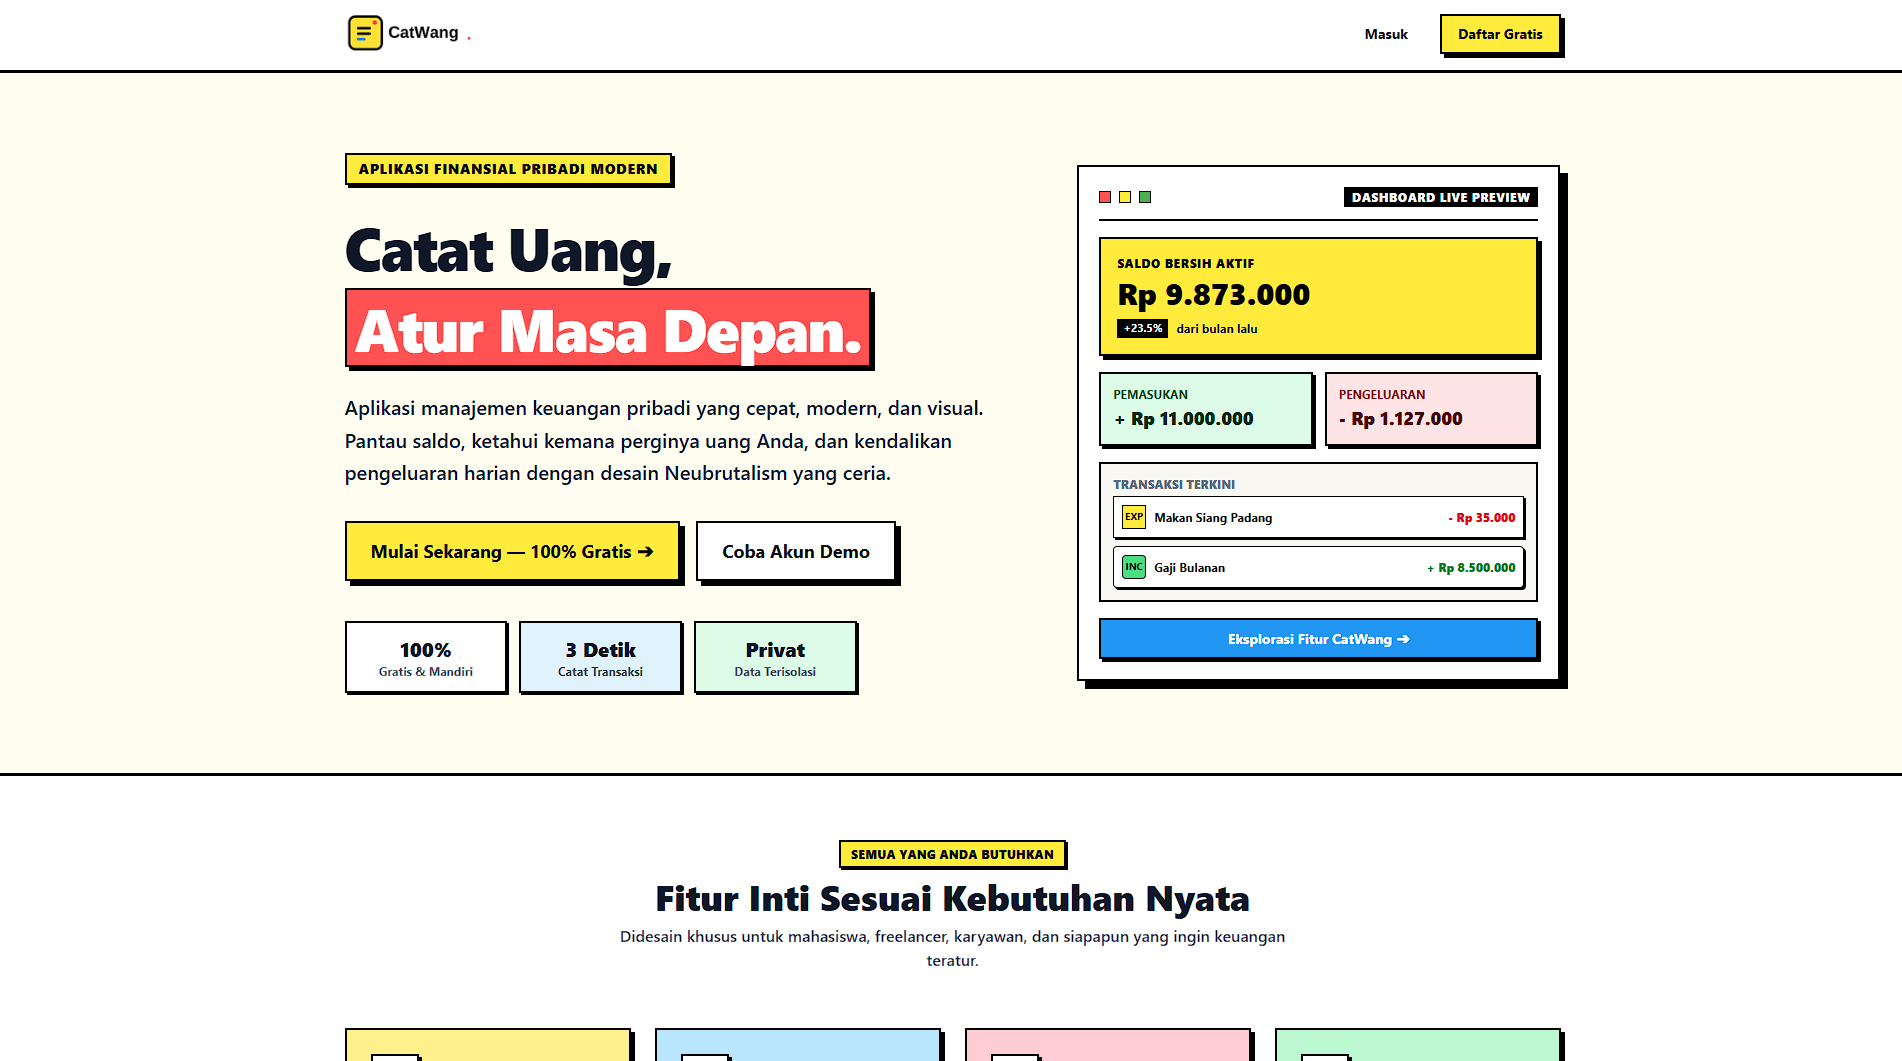 CatWang .
Masuk
Daftar Gratis
APLIKASI FINANSIAL PRIBADI MODERN
Catat Uang,
Atur Masa Depan.
Aplikasi manajemen keuangan pribadi yang cepat, modern, dan visual.
Pantau saldo, ketahui kemana perginya uang Anda, dan kendalikan
pengeluaran harian dengan desain Neubrutalism yang ceria.
Mulai Sekarang — 100% Gratis ➔
Coba Akun Demo
100%
Gratis & Mandiri
3 Detik
Catat Transaksi
Privat
Data Terisolasi
DASHBOARD LIVE PREVIEW
SALDO BERSIH AKTIF
Rp 9.873.000
+23.5% dari bulan lalu
PEMASUKAN
+ Rp 11.000.000
PENGELUARAN
- Rp 1.127.000
TRANSAKSI TERKINI
EXP Makan Siang Padang - Rp 35.000
INC Gaji Bulanan + Rp 8.500.000
Eksplorasi Fitur CatWang ➔
SEMUA YANG ANDA BUTUHKAN
Fitur Inti Sesuai Kebutuhan Nyata
Didesain khusus untuk mahasiswa, freelancer, karyawan, dan siapapun yang ingin keuangan
teratur.